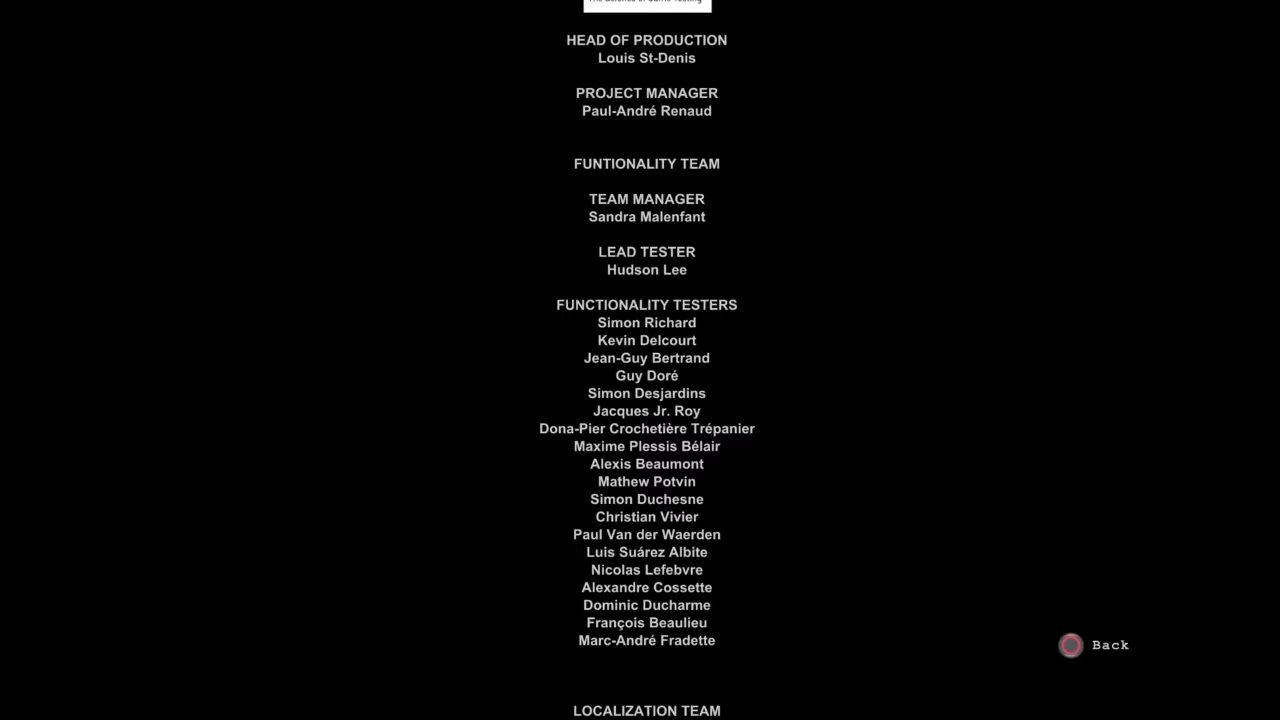 HEAD OF PRODUCTION
Louis St-Denis
PROJECT MANAGER
Paul-André Renaud
FUNTIONALITY TEAM
TEAM MANAGER
Sandra Malenfant
LEAD TESTER
Hudson Lee
FUNCTIONALITY TESTERS
Simon Richard
Kevin Delcourt
Jean-Guy Bertrand
Guy Doré
Simon Desjardins
Jacques Jr. Roy
Dona-Pier Crochetière Trépanier
Maxime Plessis Bélair
Alexis Beaumont
Mathew Potvin
Simon Duchesne
Christian Vivier
Paul Van der Waerden
Luis Suárez Albite
Nicolas Lefebvre
Alexandre Cossette
Dominic Ducharme
François Beaulieu
Marc-André Fradette
Back
LOCALIZATION TEAM